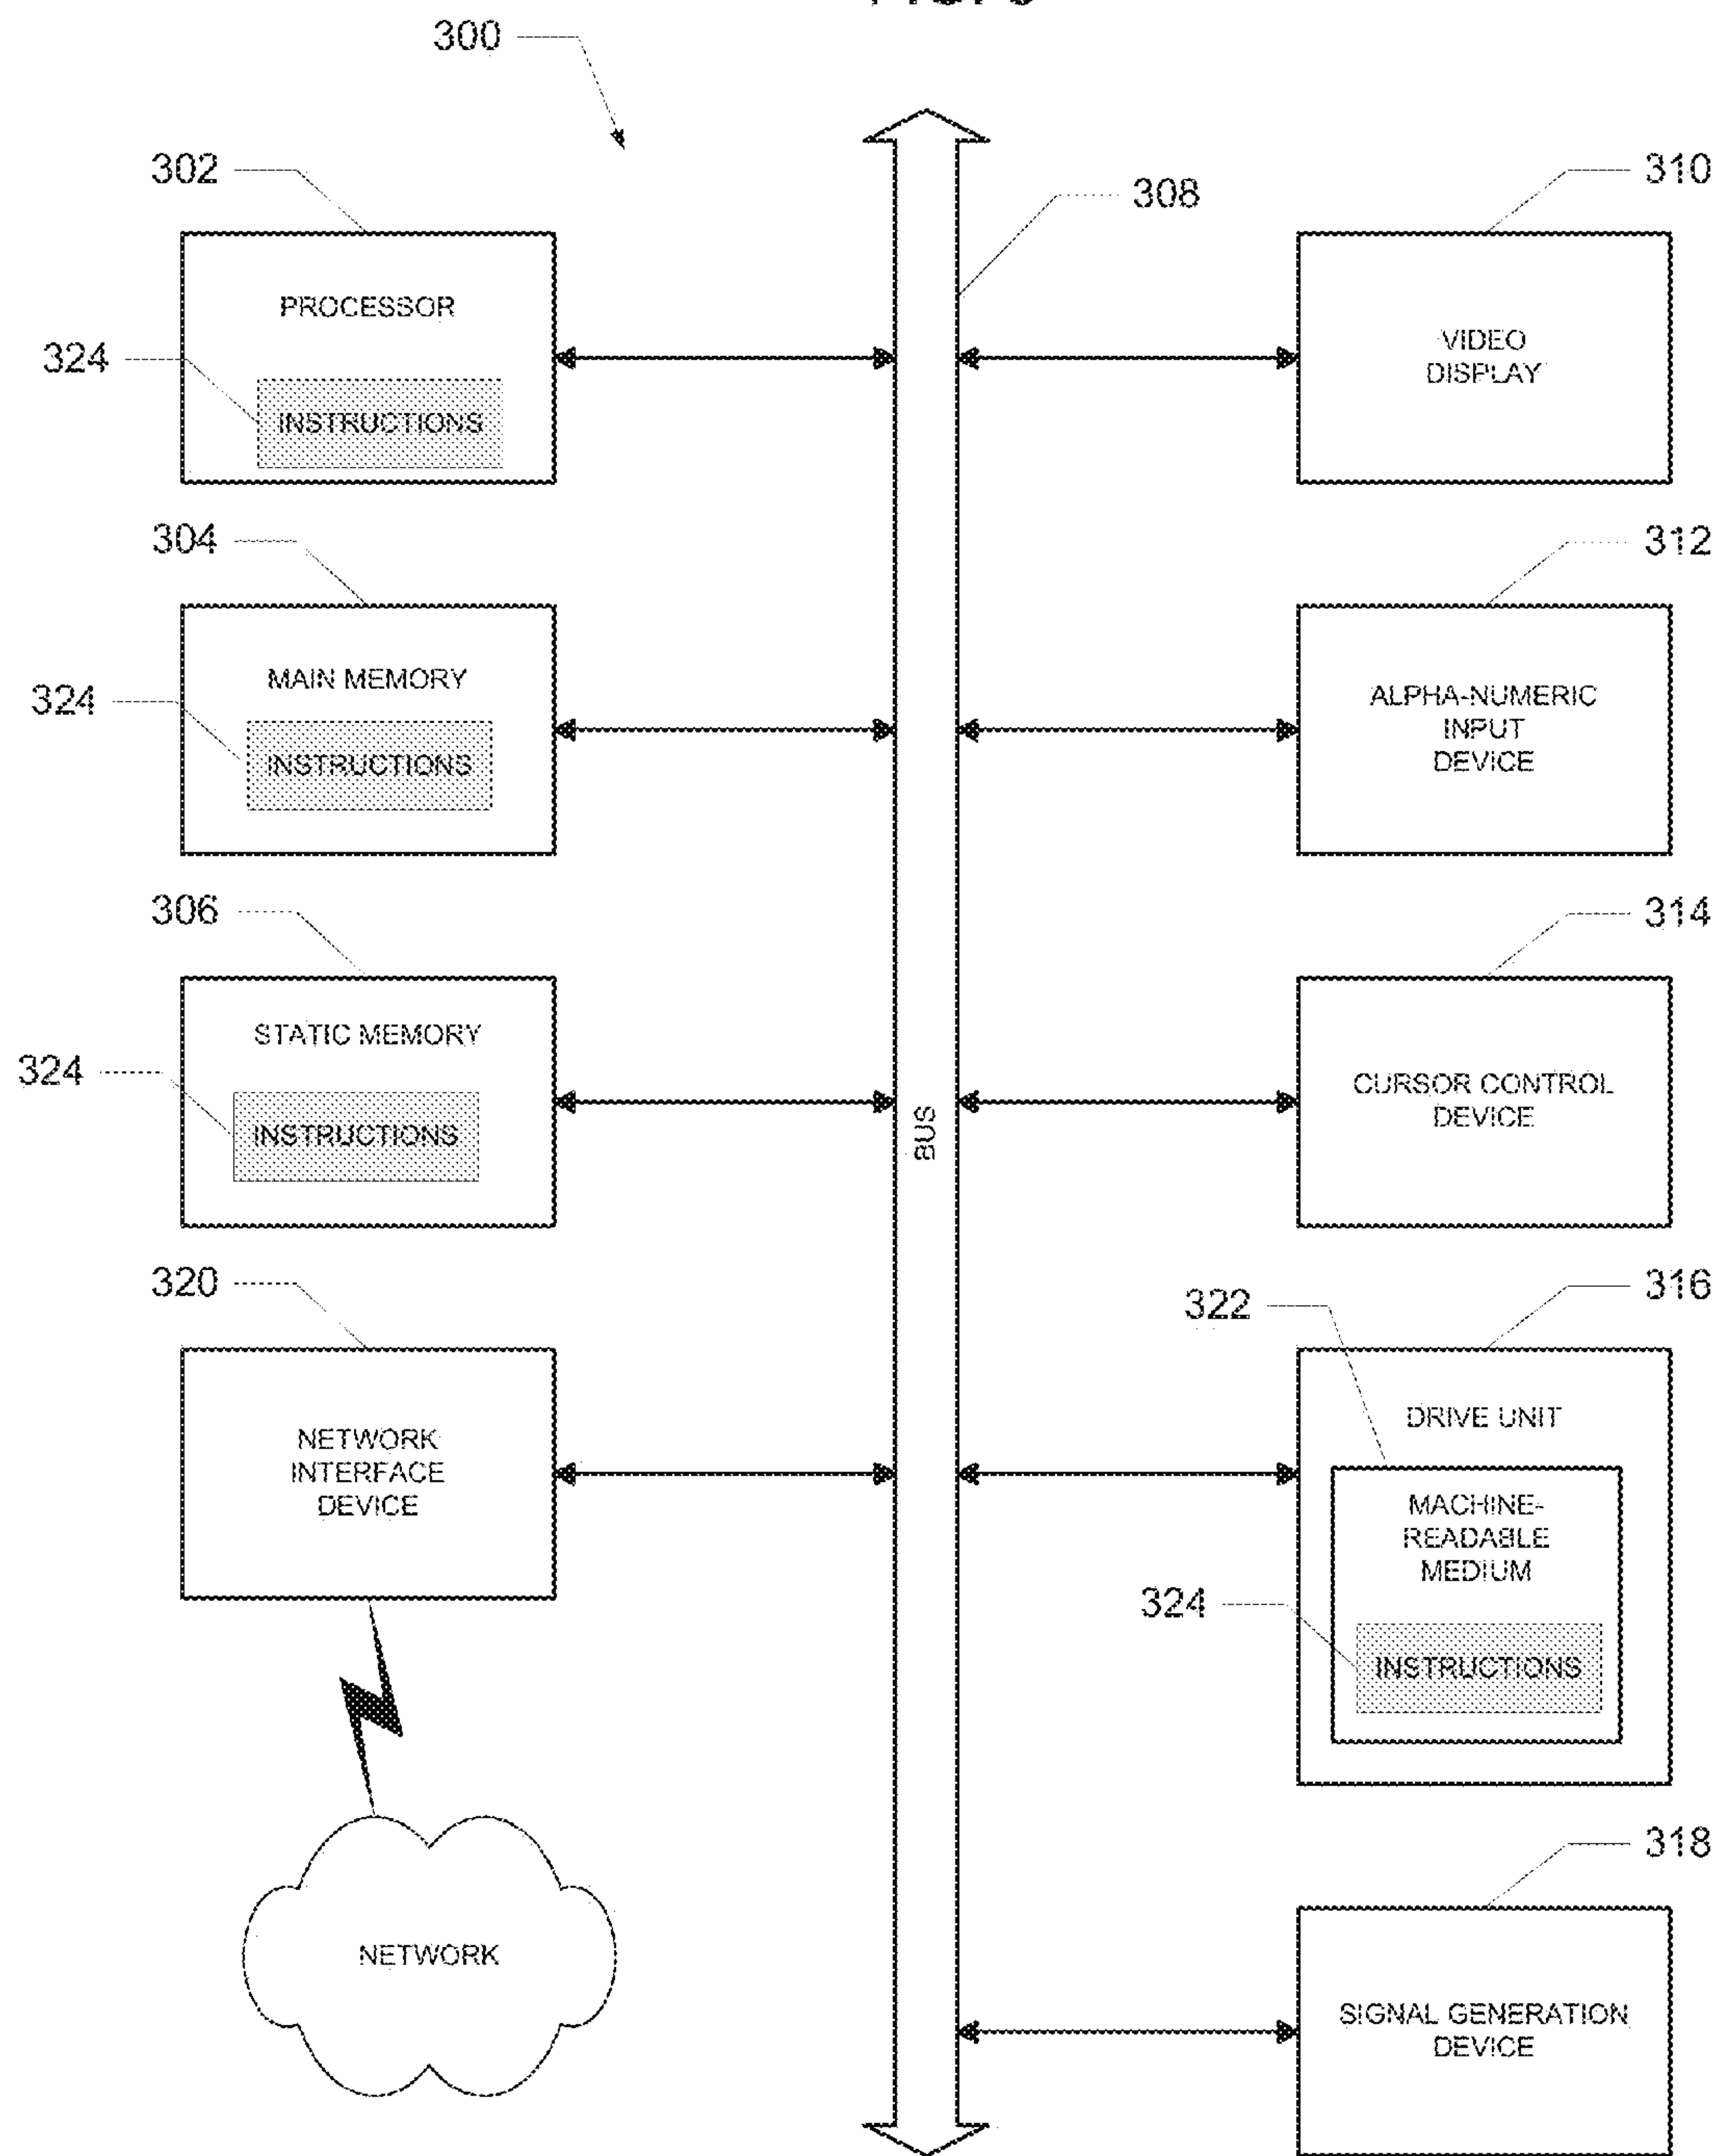 300
302
308
310
PROCESSOR
324
INSTRUCTIONS
VIDEO
DISPLAY
304
312
MAIN MEMORY
324
INSTRUCTIONS
ALPHA-NUMERIC
INPUT
DEVICE
306
314
STATIC MEMORY
324
INSTRUCTIONS
BUS
CURSOR CONTROL
DEVICE
320
322
316
NETWORK
INTERFACE
DEVICE
DRIVE UNIT
MACHINE-
READABLE
MEDIUM
324
INSTRUCTIONS
NETWORK
318
SIGNAL GENERATION
DEVICE